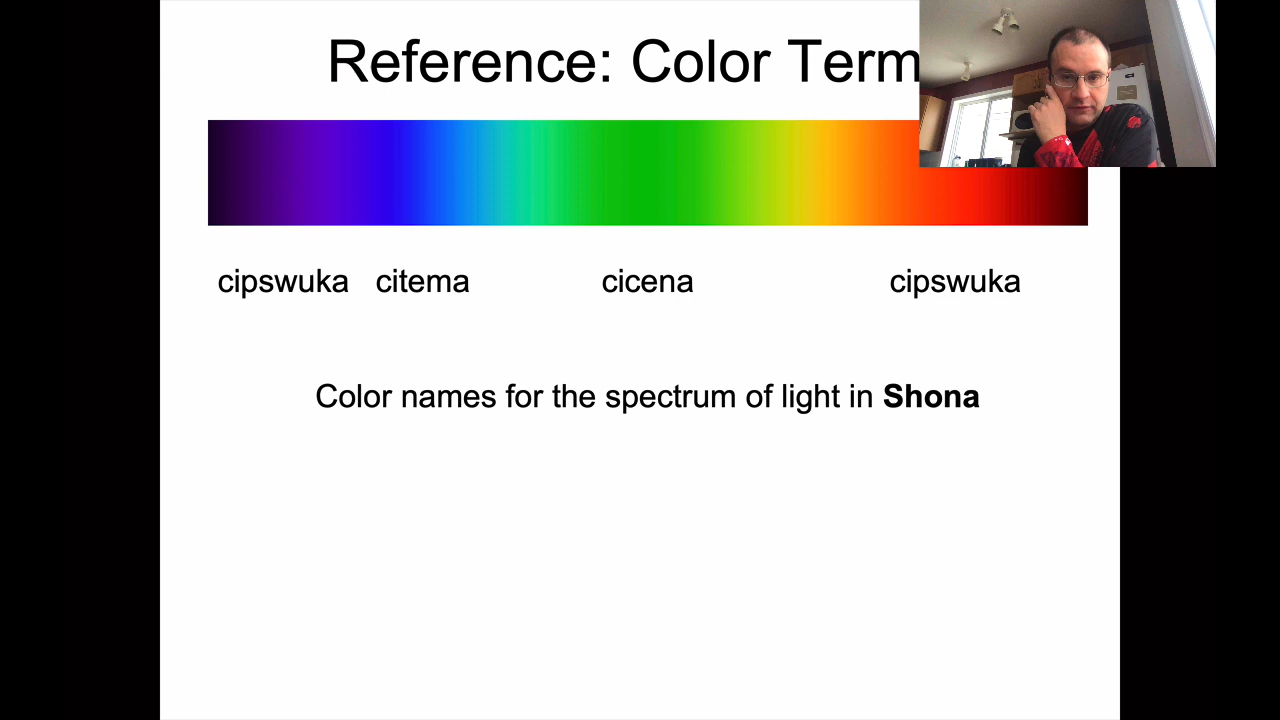 Reference: Color Term
cipswuka citema cicena cipswuka
Color names for the spectrum of light in Shona